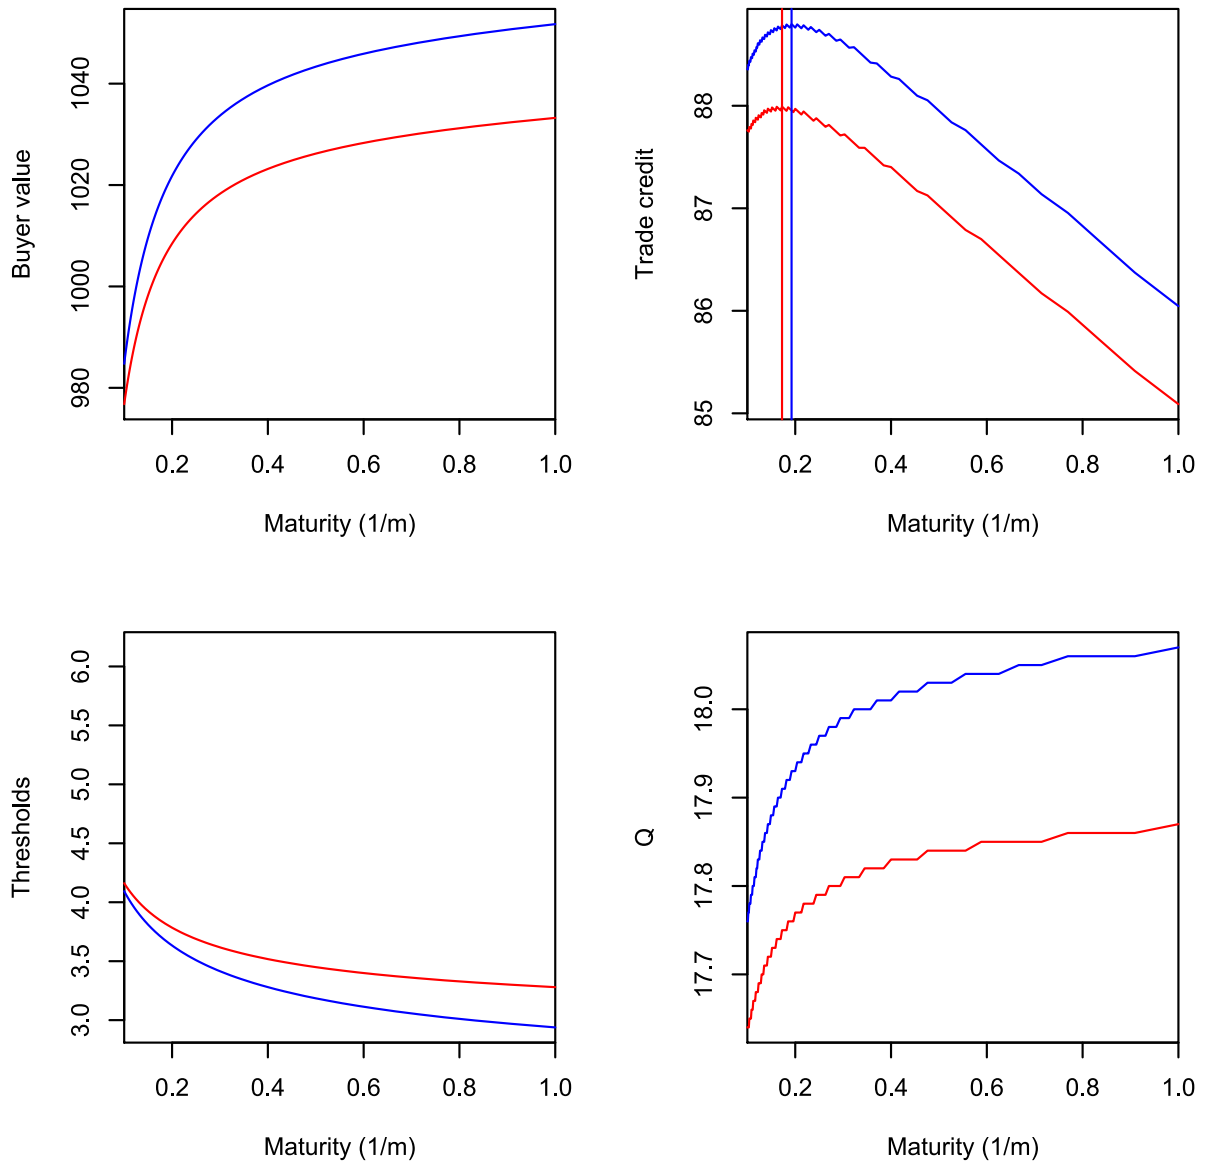 Buyer value
1040
1020
1000
980
0.2 0.4 0.6 0.8 1.0
Maturity (1/m)
Trade credit
88
87
86
85
0.2 0.4 0.6 0.8 1.0
Maturity (1/m)
Thresholds
6.0
5.5
5.0
4.5
4.0
3.5
3.0
0.2 0.4 0.6 0.8 1.0
Maturity (1/m)
Q
18.0
17.9
17.8
17.7
0.2 0.4 0.6 0.8 1.0
Maturity (1/m)